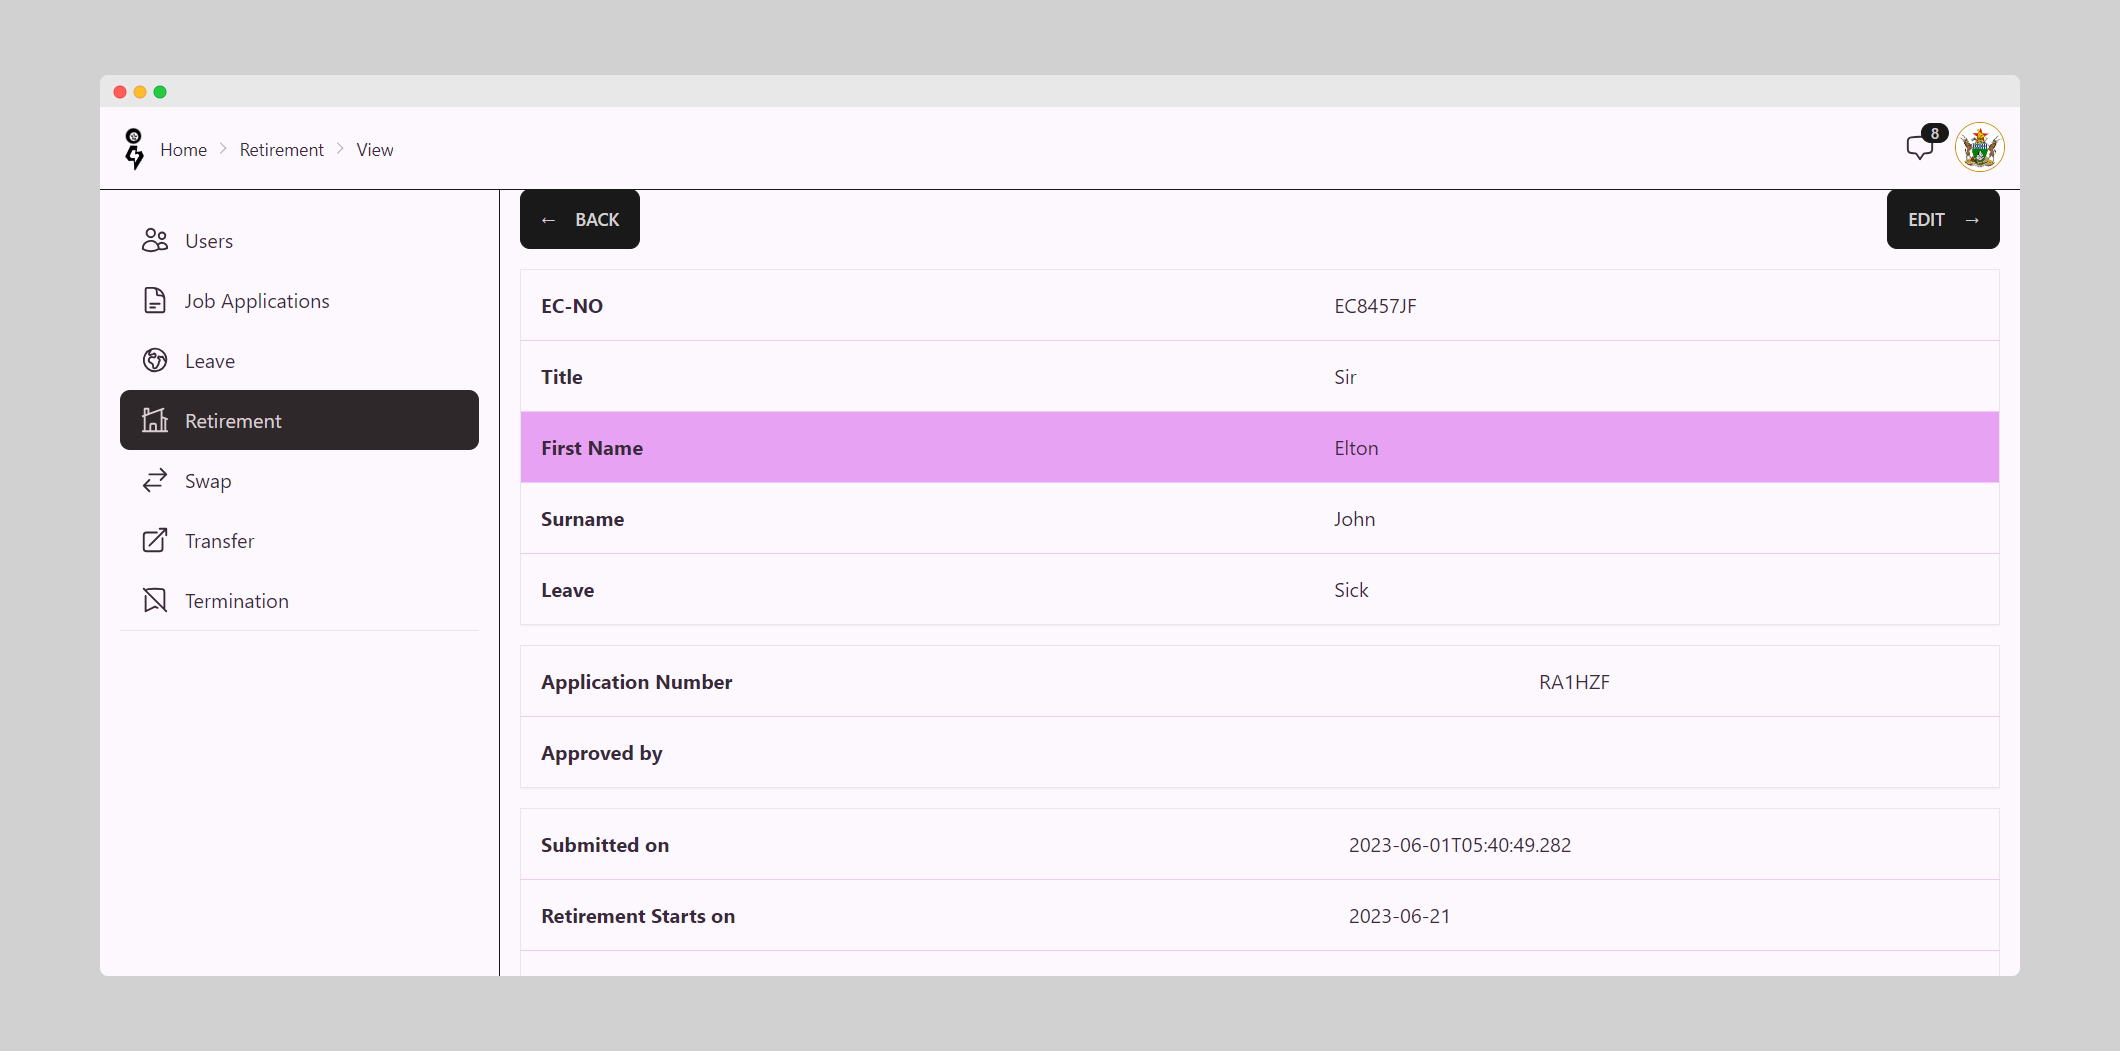 Home > Retirement > View
8
← BACK
EDIT →
Users
Job Applications
Leave
Retirement
Swap
Transfer
Termination
EC-NO EC8457JF
Title Sir
First Name Elton
Surname John
Leave Sick
Application Number RA1HZF
Approved by
Submitted on 2023-06-01T05:40:49.282
Retirement Starts on 2023-06-21